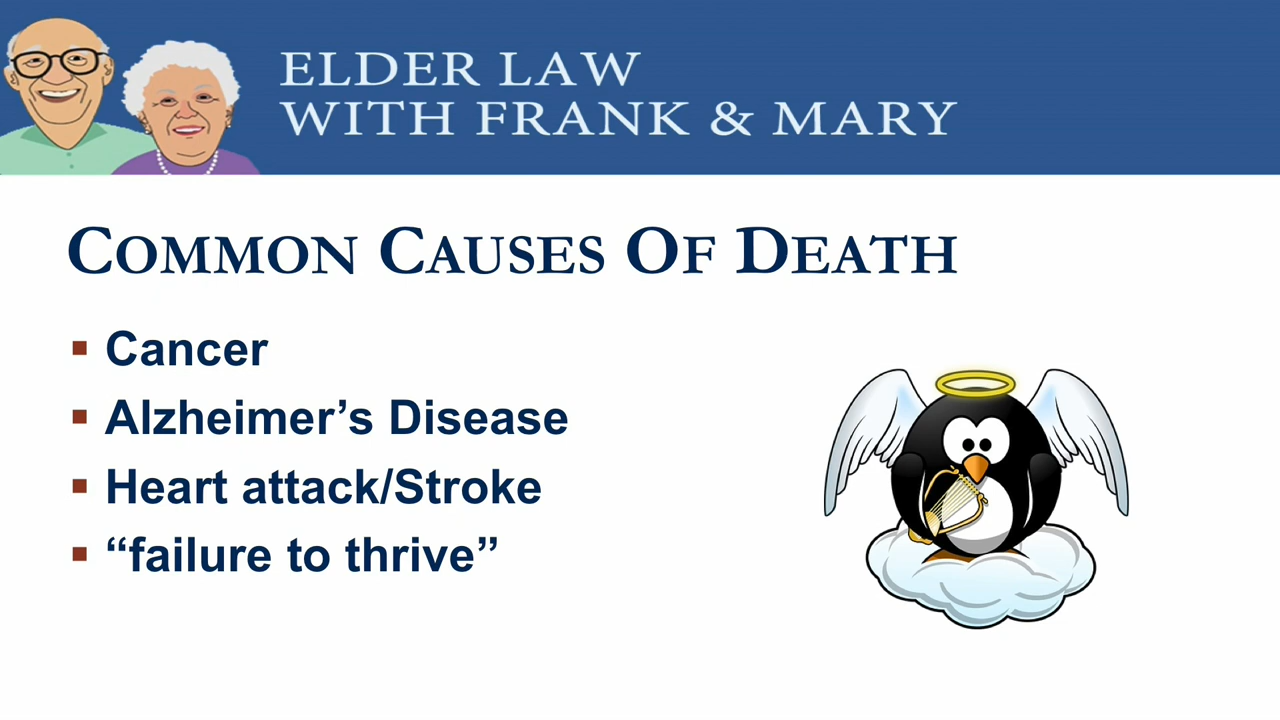 ELDER LAW
WITH FRANK & MARY
COMMON CAUSES OF DEATH
▪ Cancer
▪ Alzheimer’s Disease
▪ Heart attack/Stroke
▪ “failure to thrive”